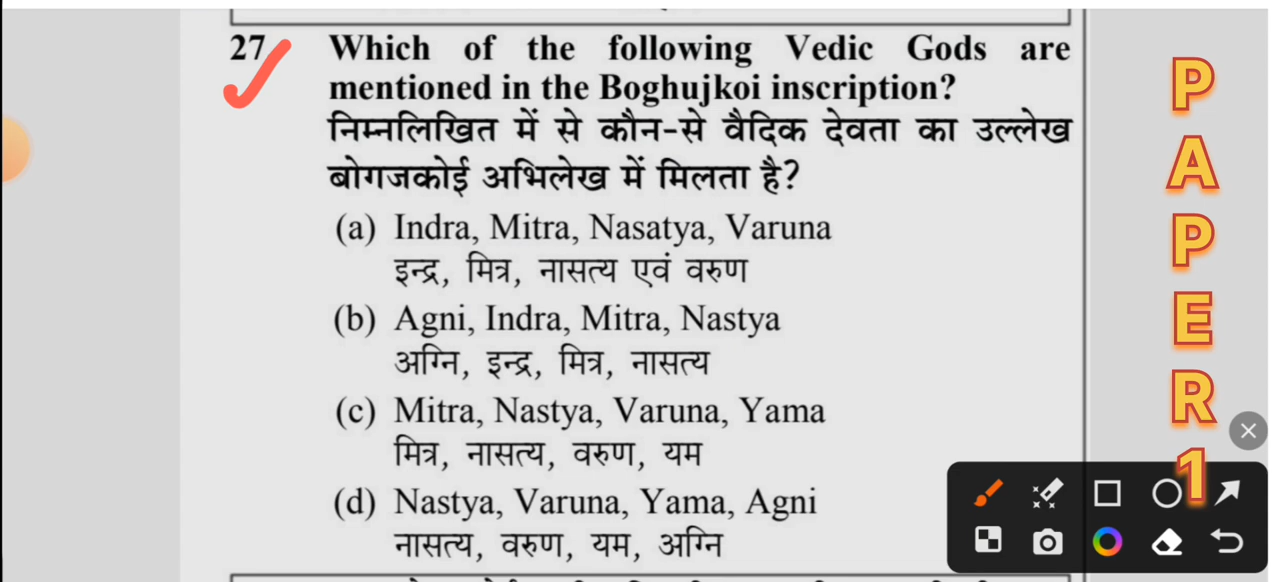 27 Which of the following Vedic Gods are
mentioned in the Boghujkoi inscription?
निम्नलिखित में से कौन-से वैदिक देवता का उल्लेख
बोगजकोई अभिलेख में मिलता है?
(a) Indra, Mitra, Nasatya, Varuna
इन्द्र, मित्र, नासत्य एवं वरुण
(b) Agni, Indra, Mitra, Nastya
अग्नि, इन्द्र, मित्र, नासत्य
(c) Mitra, Nastya, Varuna, Yama
मित्र, नासत्य, वरुण, यम
(d) Nastya, Varuna, Yama, Agni
नासत्य, वरुण, यम, अग्नि
PAPER1